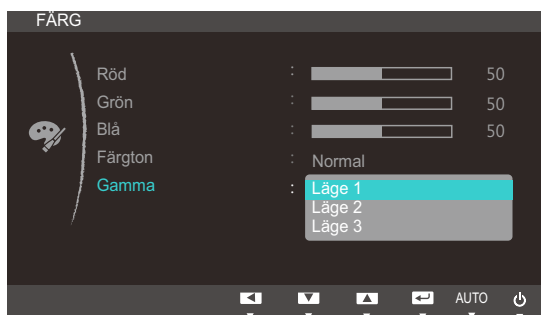 FÄRG
Röd : 50
Grön : 50
Blå : 50
Färgton : Normal
Gamma : Läge 1
Läge 2
Läge 3
AUTO